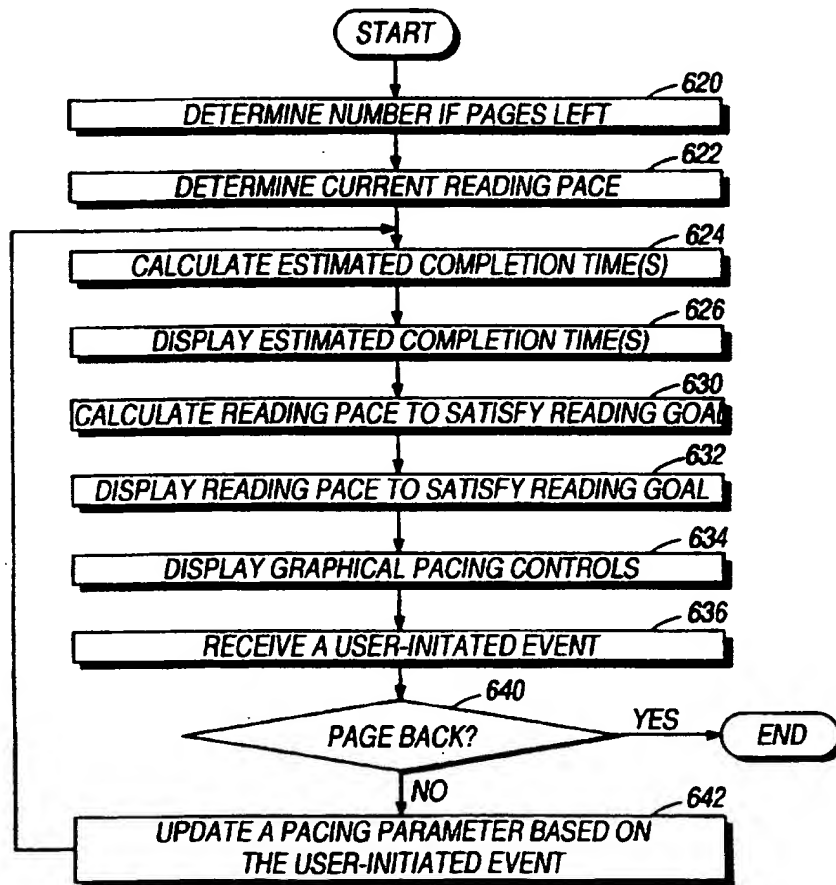 START
620
DETERMINE NUMBER IF PAGES LEFT
622
DETERMINE CURRENT READING PACE
624
CALCULATE ESTIMATED COMPLETION TIME(S)
626
DISPLAY ESTIMATED COMPLETION TIME(S)
630
CALCULATE READING PACE TO SATISFY READING GOAL
632
DISPLAY READING PACE TO SATISFY READING GOAL
634
DISPLAY GRAPHICAL PACING CONTROLS
636
RECEIVE A USER-INITATED EVENT
640
PAGE BACK?
YES
END
NO
642
UPDATE A PACING PARAMETER BASED ON
THE USER-INITIATED EVENT